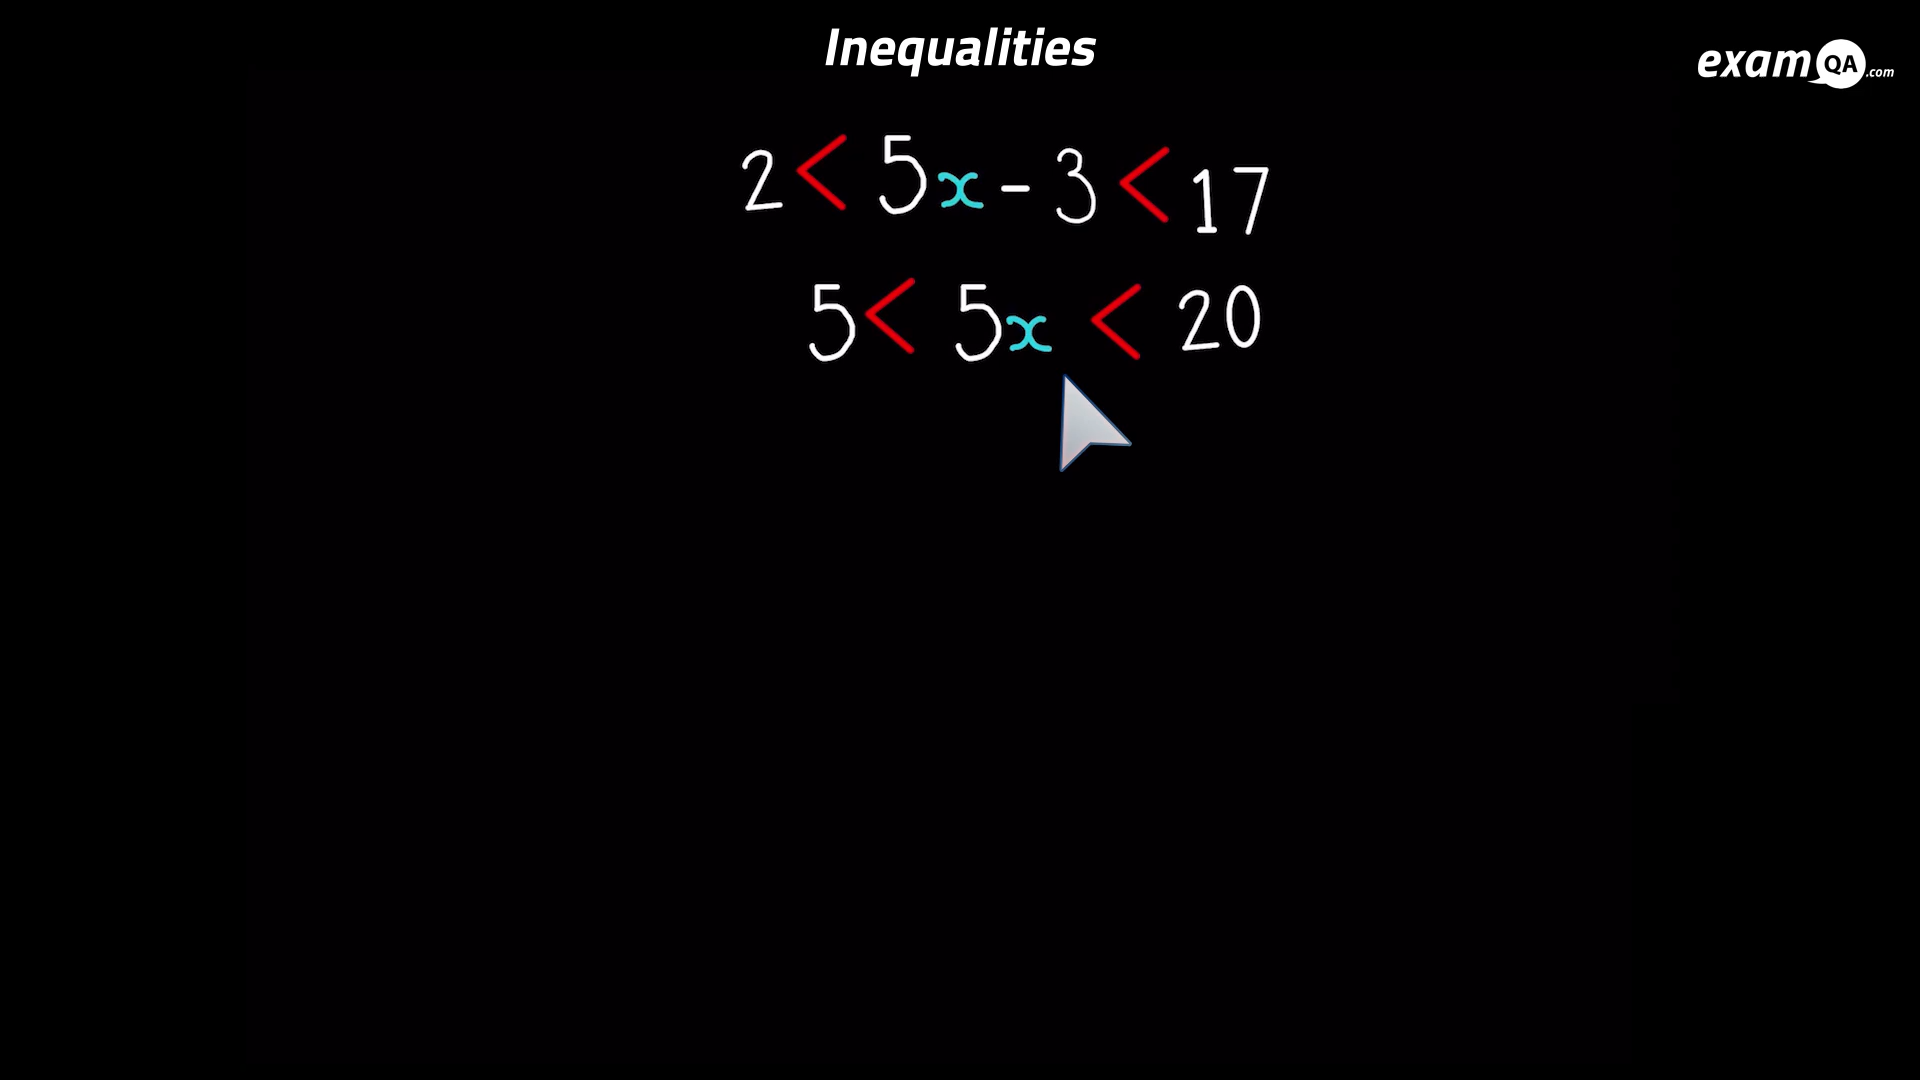 Inequalities
examQA.com
2 < 5x - 3 < 17
5 < 5x < 20